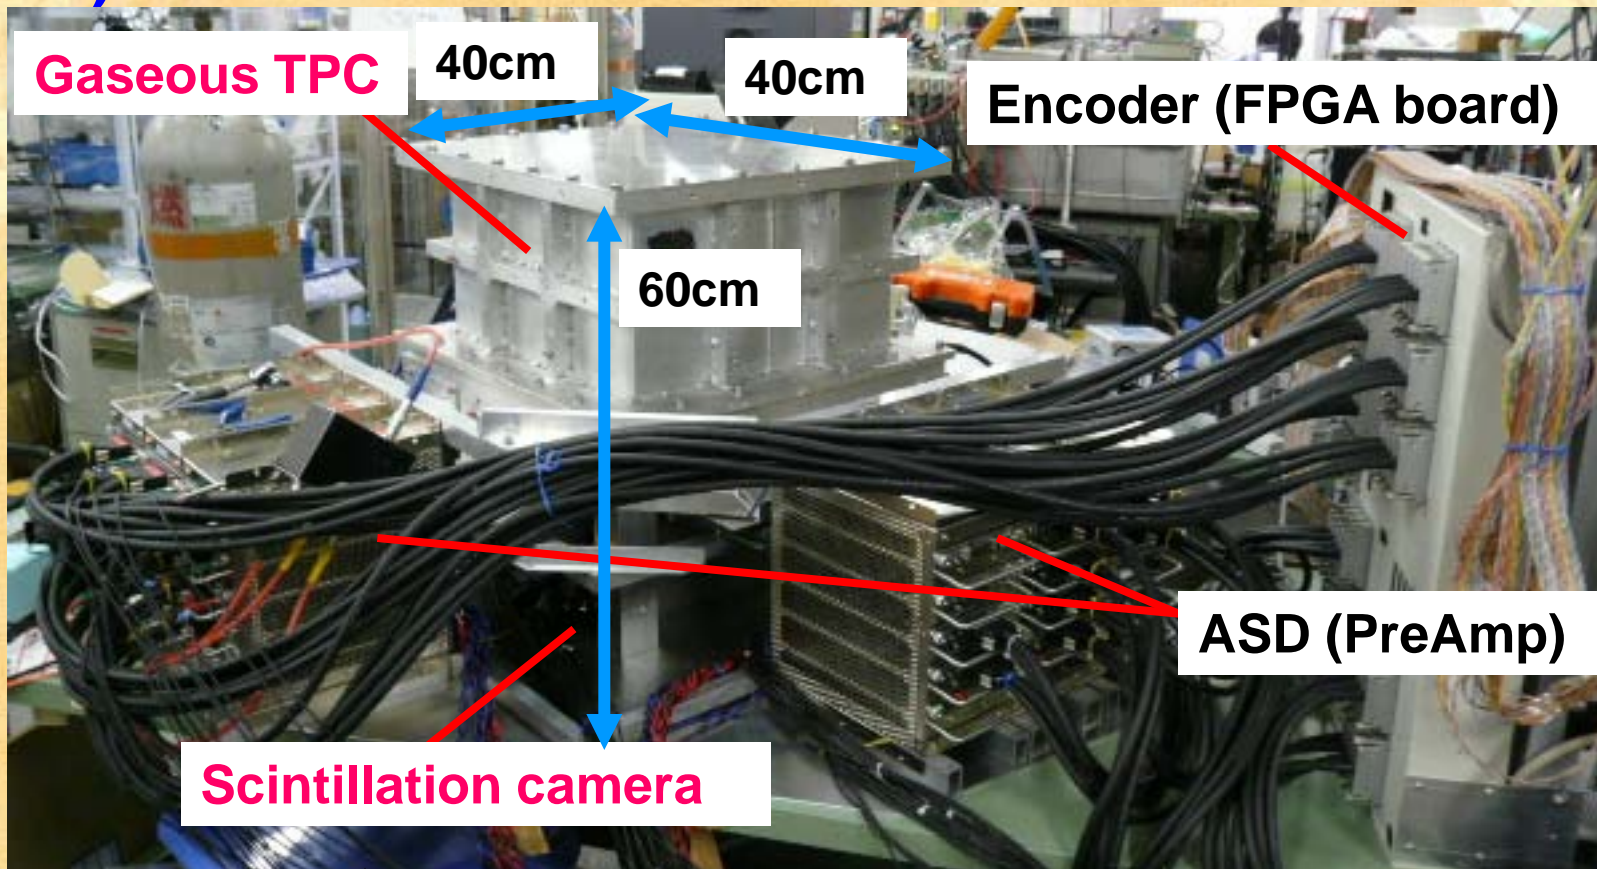 Gaseous TPC
40cm
40cm
Encoder (FPGA board)
60cm
ASD (PreAmp)
Scintillation camera